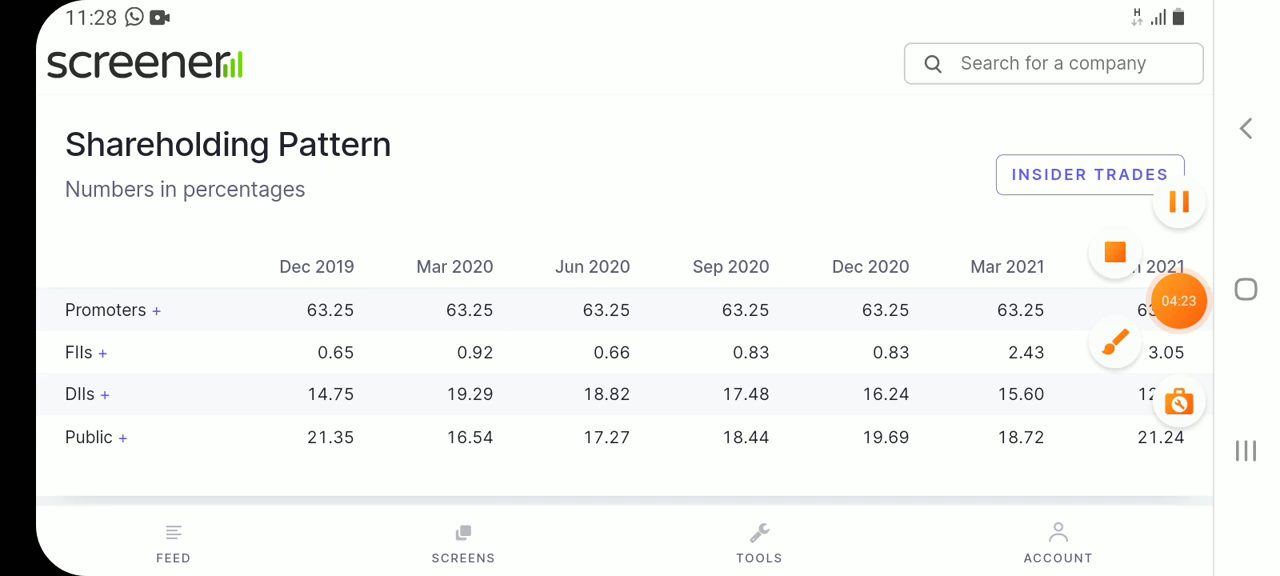 11:28
screener
Search for a company
Shareholding Pattern
Numbers in percentages
INSIDER TRADES
Dec 2019 Mar 2020 Jun 2020 Sep 2020 Dec 2020 Mar 2021 2021
Promoters + 63.25 63.25 63.25 63.25 63.25 63.25
04:23
FIIs + 0.65 0.92 0.66 0.83 0.83 2.43 3.05
DIIs + 14.75 19.29 18.82 17.48 16.24 15.60
Public + 21.35 16.54 17.27 18.44 19.69 18.72 21.24
FEED SCREENS TOOLS ACCOUNT